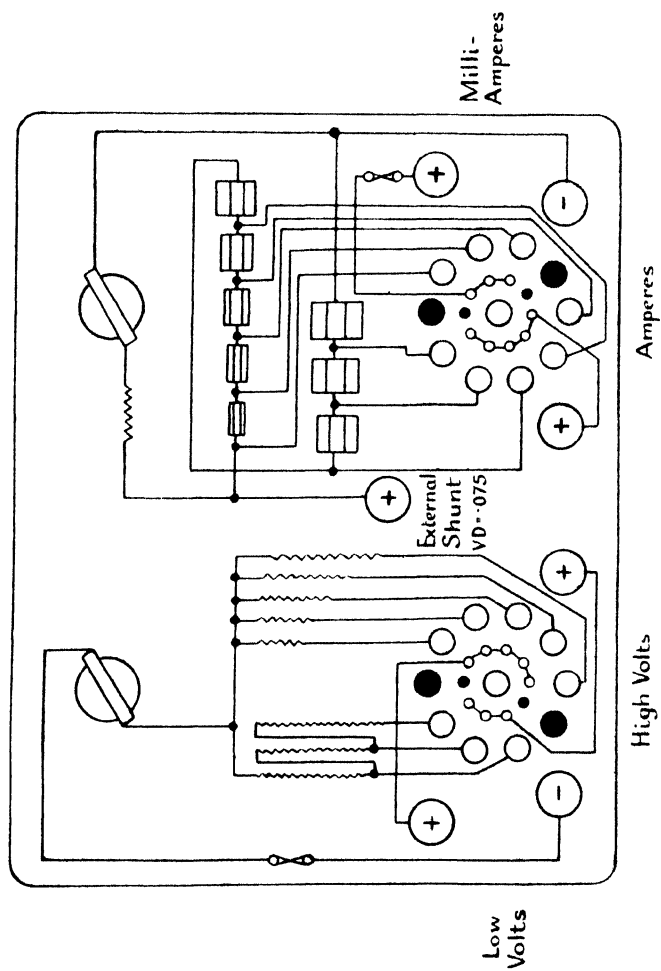 Low
Volts
High Volts
External
Shunt
VD=.075
Amperes
Milli-
Amperes
+
-
+
+
+
-
+